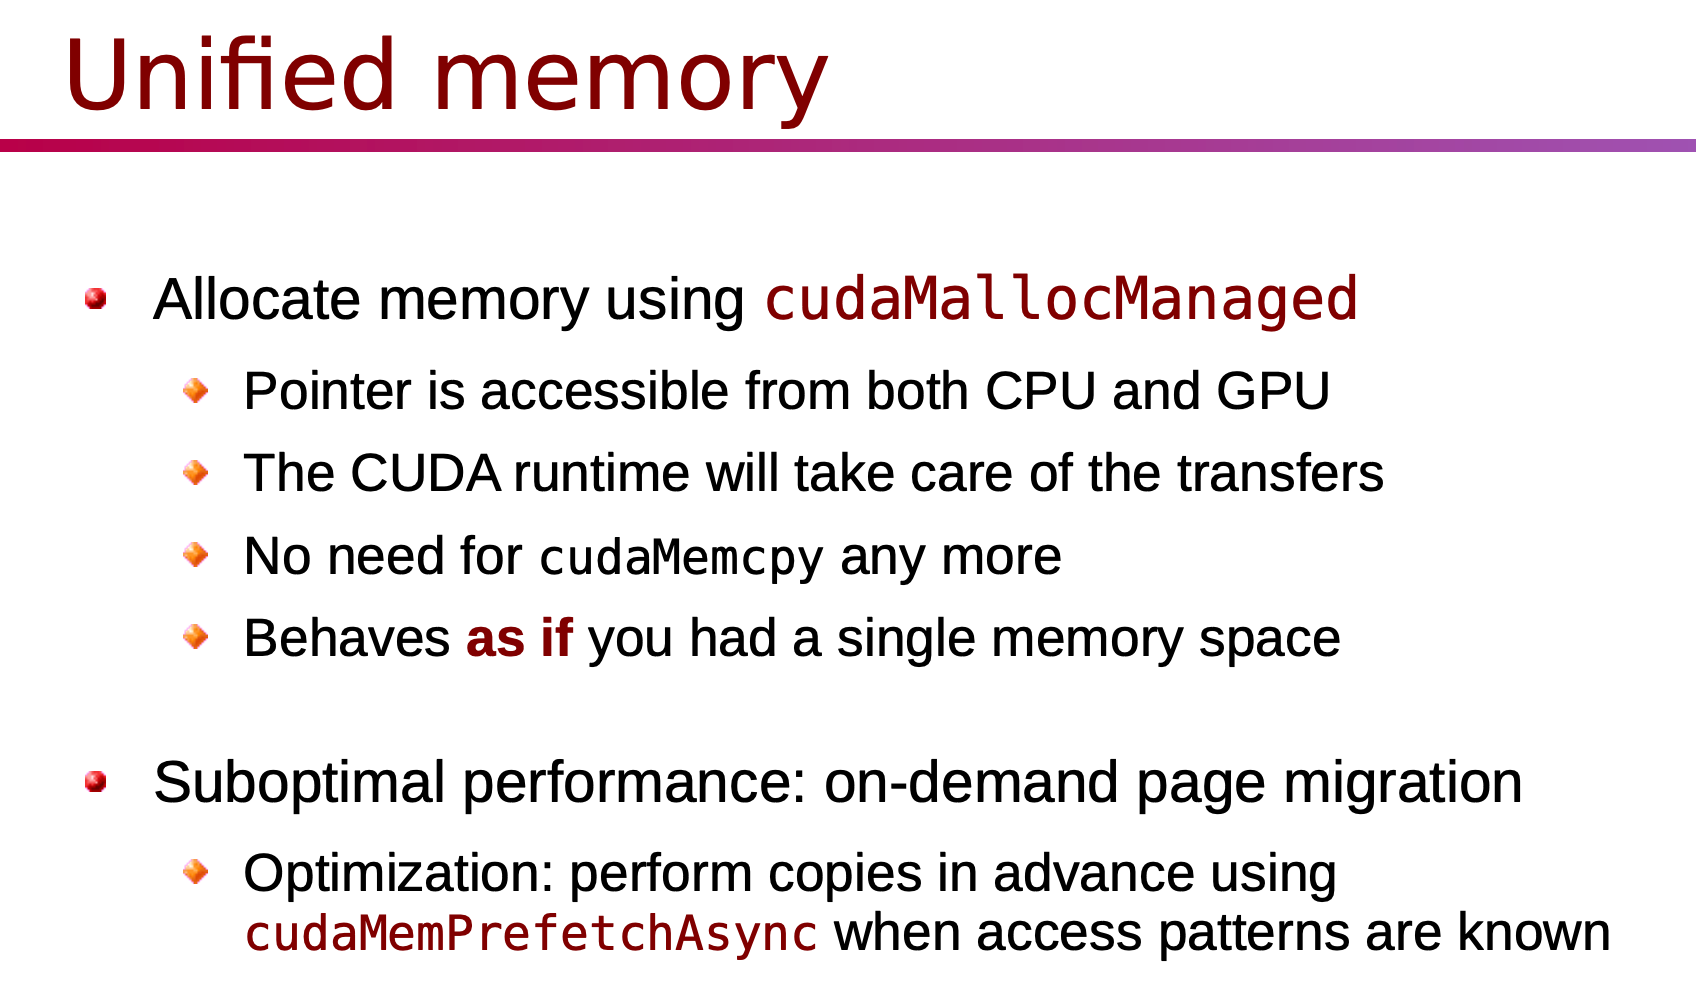 Unified memory
Allocate memory using cudaMallocManaged
Pointer is accessible from both CPU and GPU
The CUDA runtime will take care of the transfers
No need for cudaMemcpy any more
Behaves as if you had a single memory space
Suboptimal performance: on-demand page migration
Optimization: perform copies in advance using
cudaMemPrefetchAsync when access patterns are known